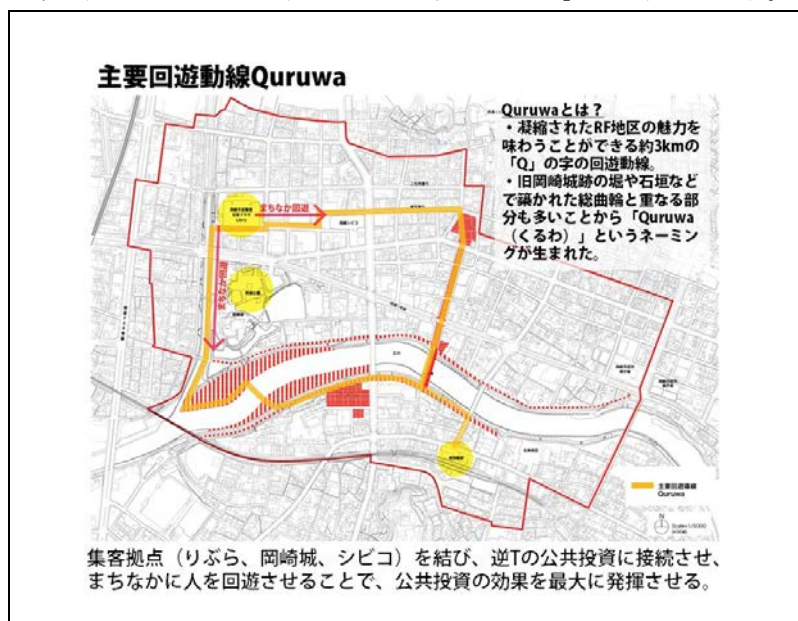 主要回遊動線Quruwa
Quruwaとは？
・凝縮されたRF地区の魅力を
味わうことができる約3kmの
「Q」の字の回遊動線。
・旧岡崎城跡の堀や石垣など
で築かれた総曲輪と重なる部
分も多いことから「Quruwa
（くるわ）」というネーミン
グが生まれた。
まちなか回遊
まちなか回遊
主要回遊動線
Quruwa
N
集客拠点（りぶら、岡崎城、シビコ）を結び、逆Tの公共投資に接続させ、
まちなかに人を回遊させることで、公共投資の効果を最大に発揮させる。